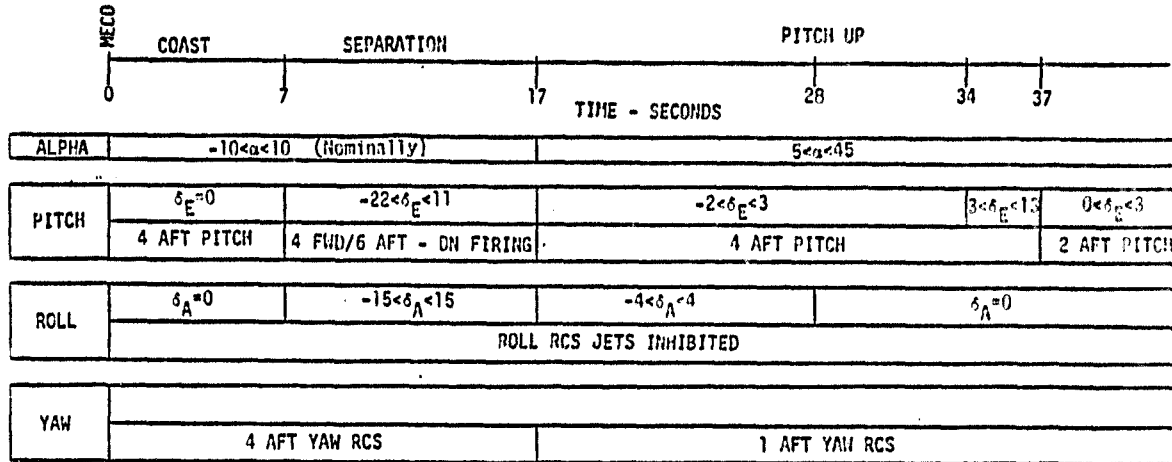 MECO
COAST SEPARATION PITCH UP
0 7 17 28 34 37
TIME - SECONDS
ALPHA -10<α<10 (Nominally) 5<α<45
PITCH
δE=0 -22<δE<11 -2<δE<3 3<δE<13 0<δE<3
4 AFT PITCH 4 FWD/6 AFT - DN FIRING 4 AFT PITCH 2 AFT PITCH
ROLL
δA=0 -15<δA<15 -4<δA<4 δA=0
ROLL RCS JETS INHIBITED
YAW
4 AFT YAW RCS 1 AFT YAW RCS